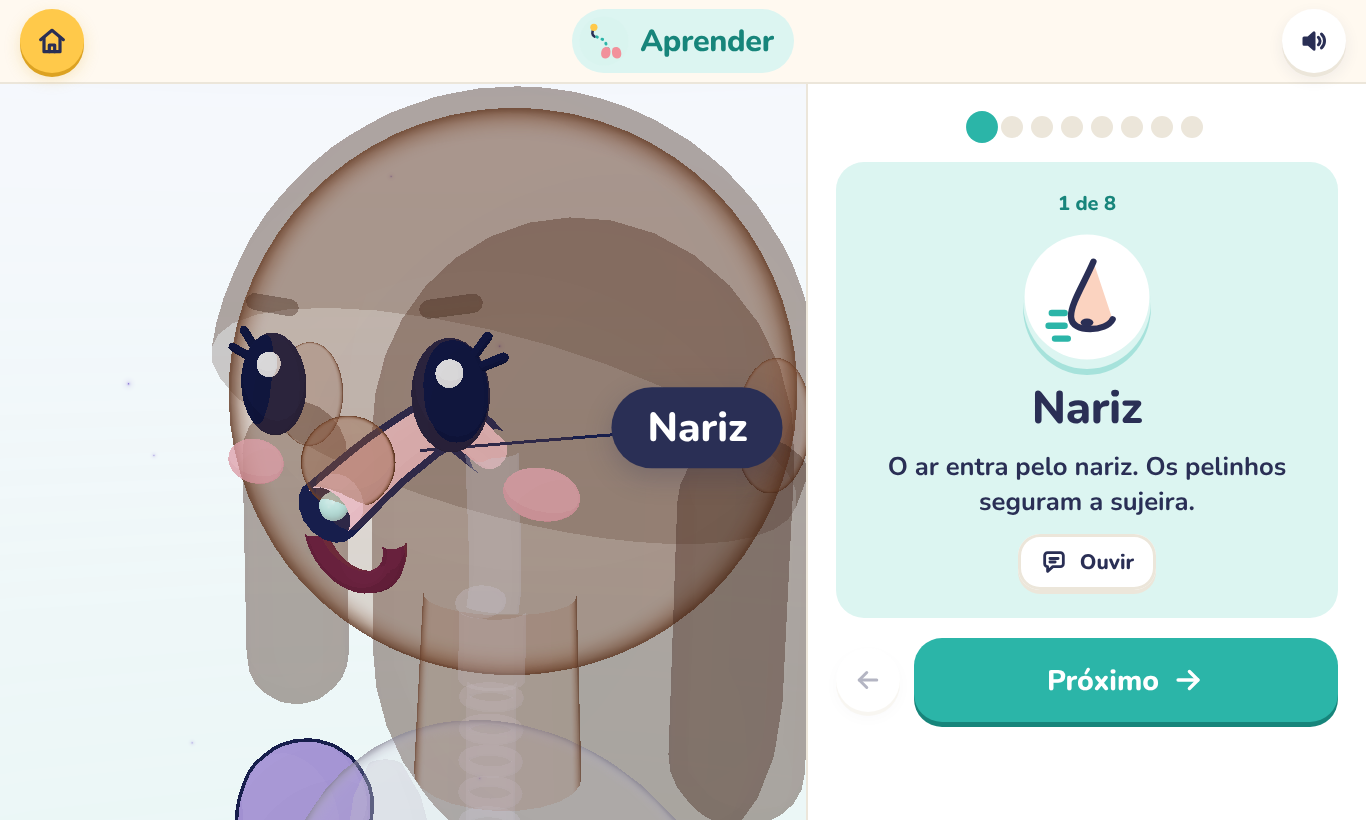 Aprender
Nariz
1 de 8
Nariz
O ar entra pelo nariz. Os pelinhos
seguram a sujeira.
Ouvir
Próximo